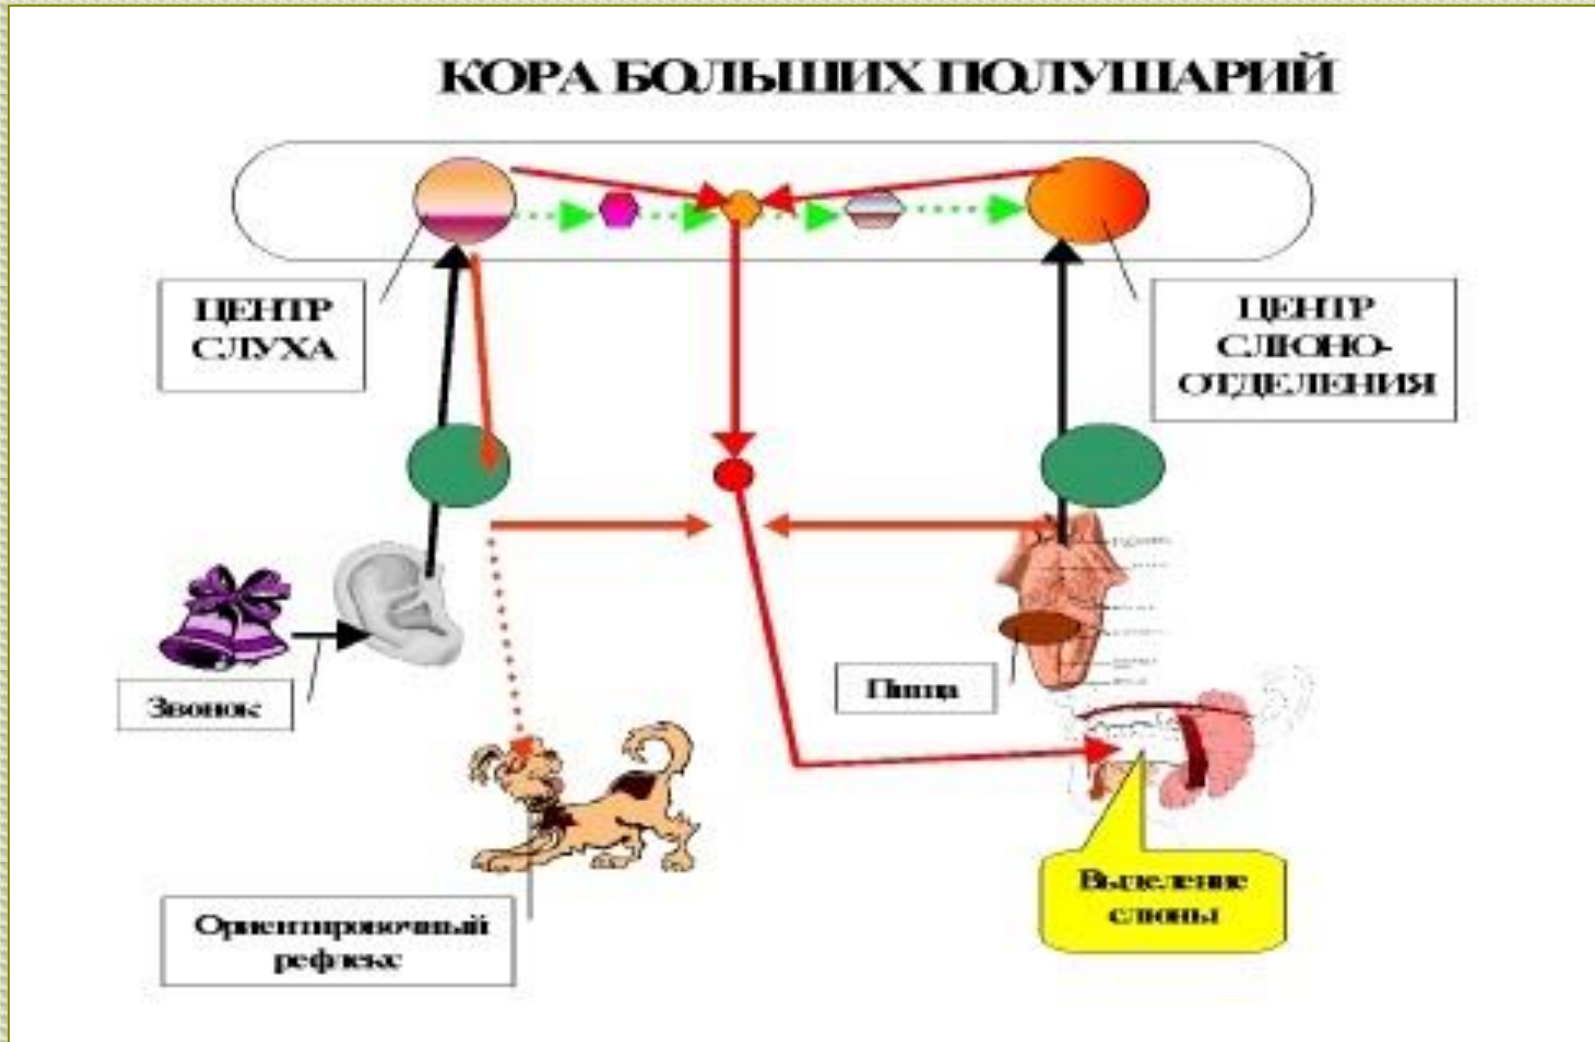 КОРА БОЛЬШИХ ПОЛУШАРИЙ
ЦЕНТР
СЛУХА
ЦЕНТР
СЛЮНО-
ОТДЕЛЕНИЯ
Звонок
Пища
Выделение
слюны
Ориентировочный
рефлекс